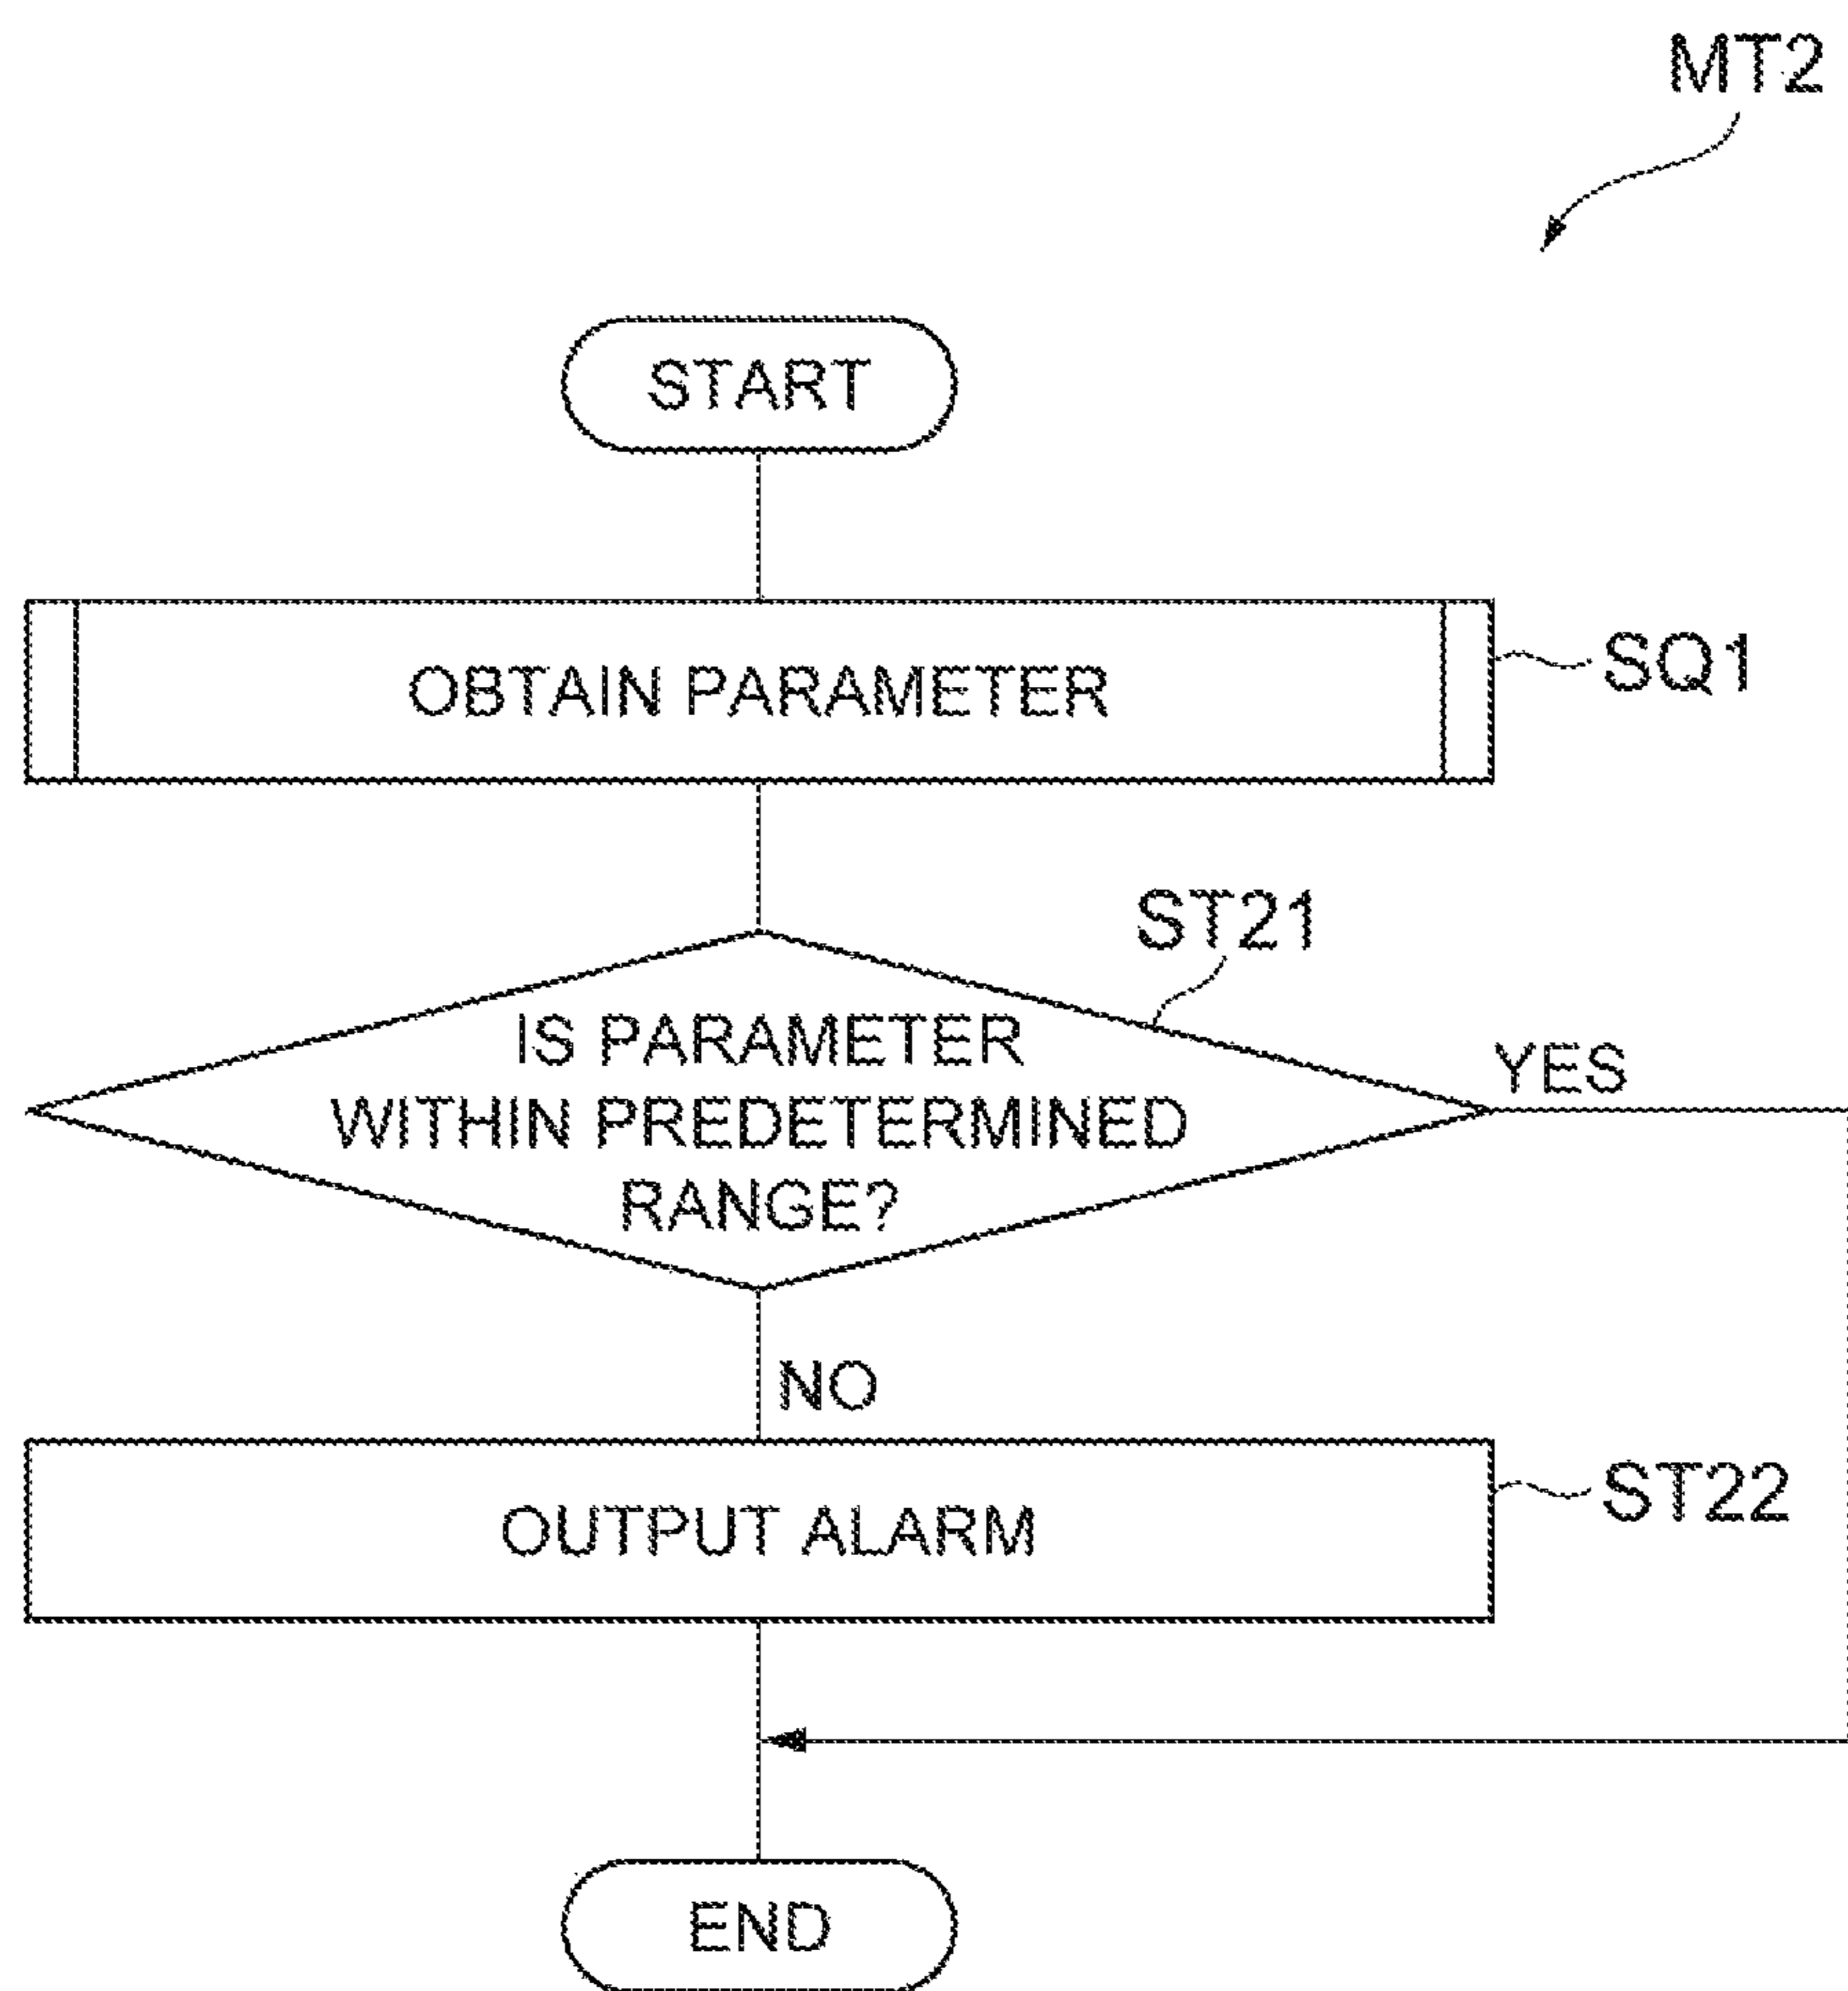 MT2
START
OBTAIN PARAMETER
SQ1
ST21
IS PARAMETER
WITHIN PREDETERMINED
RANGE?
YES
NO
OUTPUT ALARM
ST22
END